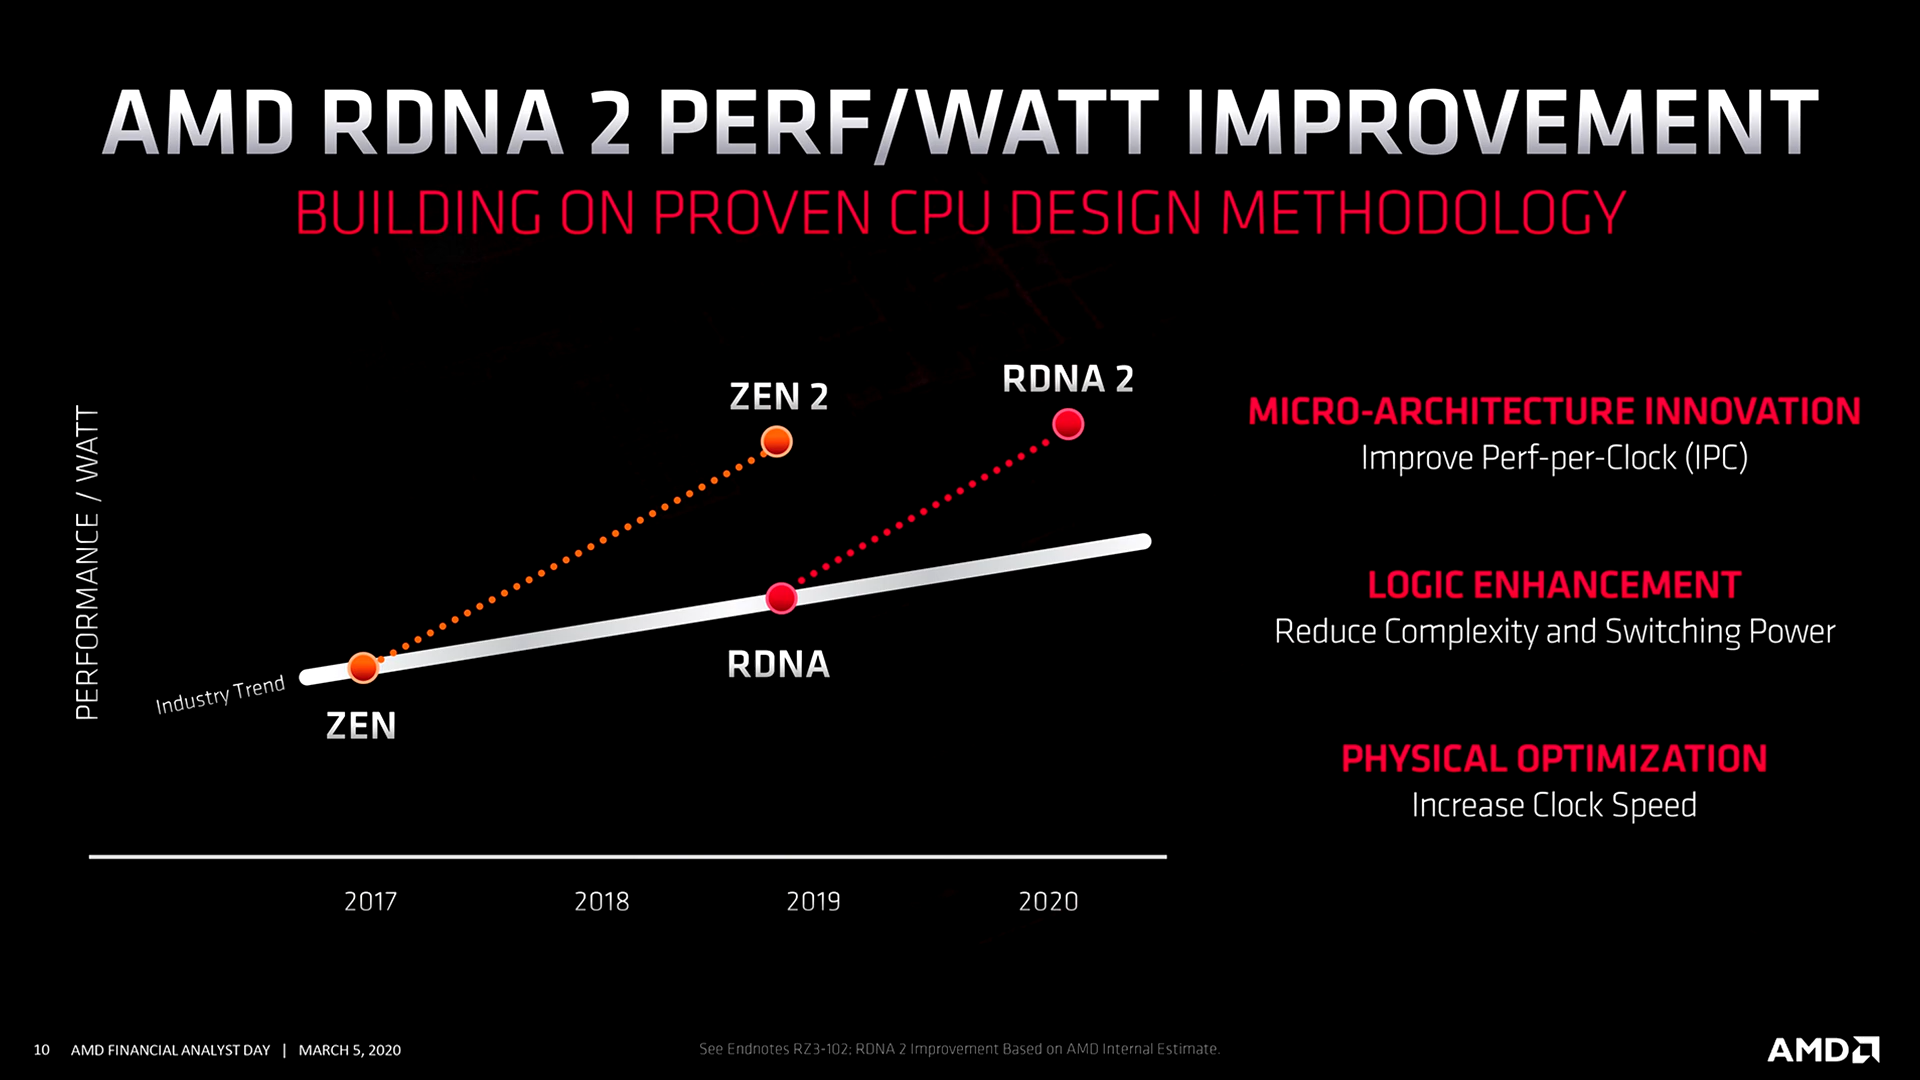 AMD RDNA 2 PERF/WATT IMPROVEMENT
BUILDING ON PROVEN CPU DESIGN METHODOLOGY
PERFORMANCE / WATT
ZEN 2
RDNA 2
RDNA
ZEN
Industry Trend
2017 2018 2019 2020
MICRO-ARCHITECTURE INNOVATION
Improve Perf-per-Clock (IPC)
LOGIC ENHANCEMENT
Reduce Complexity and Switching Power
PHYSICAL OPTIMIZATION
Increase Clock Speed
10 AMD FINANCIAL ANALYST DAY | MARCH 5, 2020
See Endnotes RZ3-102; RDNA 2 Improvement Based on AMD Internal Estimate.
AMD